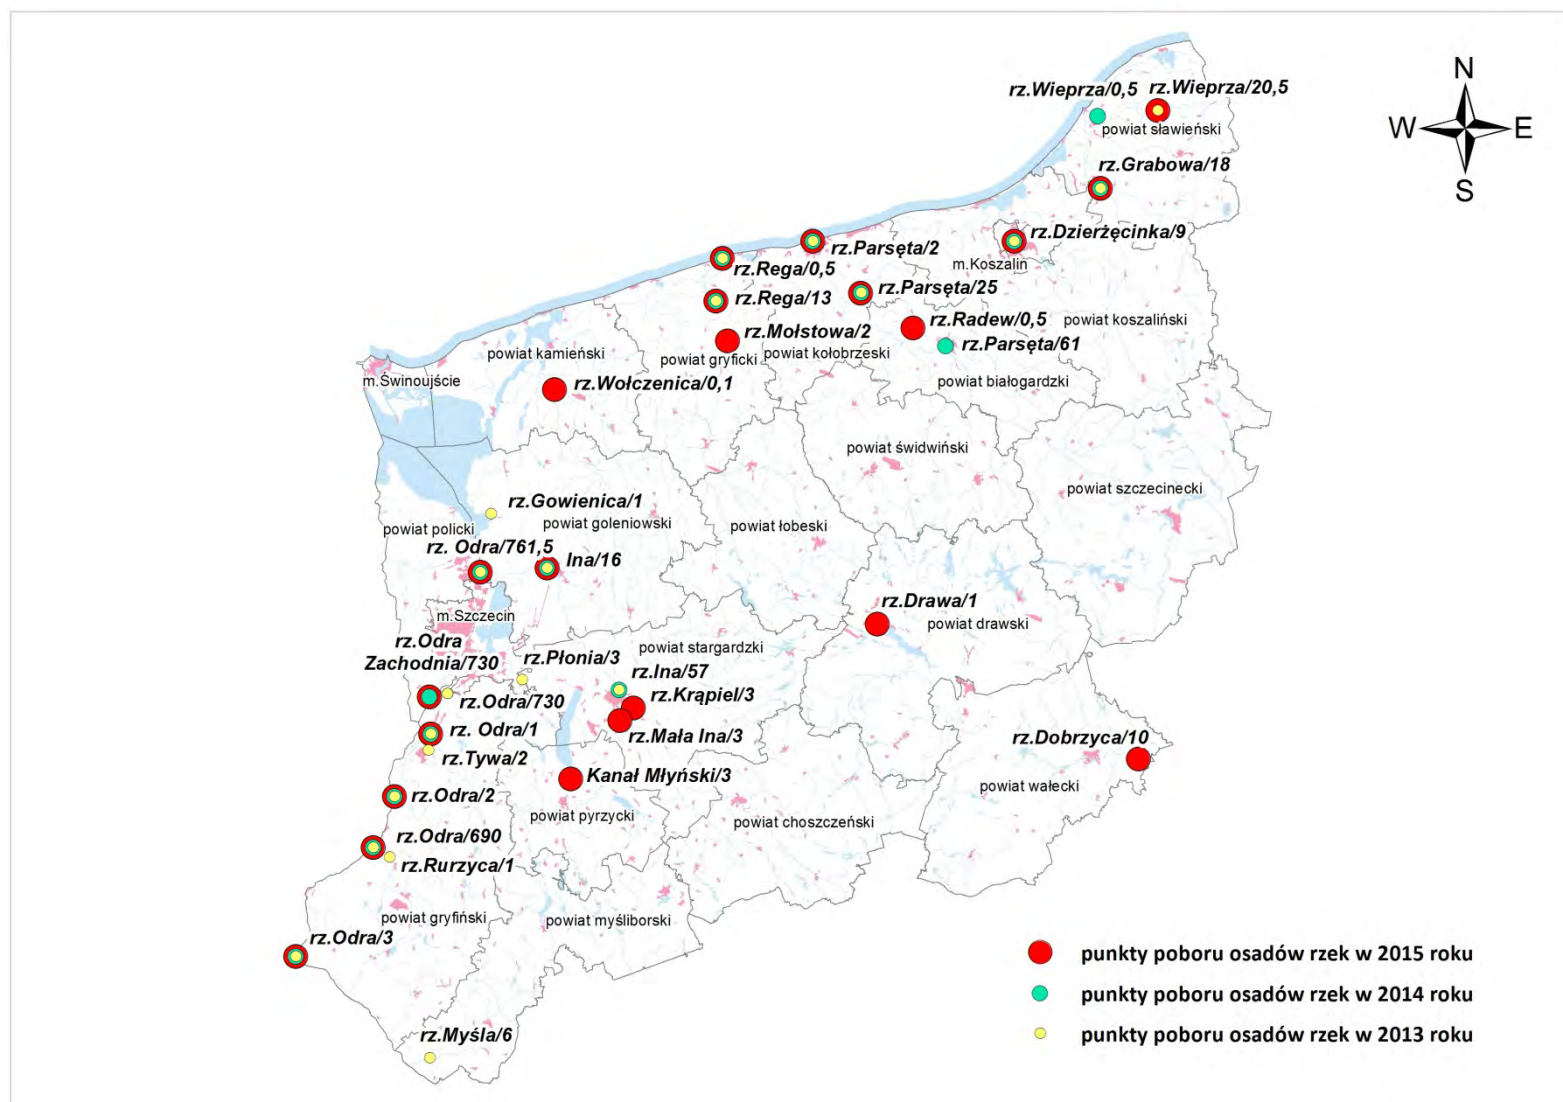 N
W E
S
rz.Wieprza/0,5
rz.Wieprza/20,5
powiat sławieński
rz.Grabowa/18
rz.Dzierżęcinka/9
m.Koszalin
rz.Parsęta/2
rz.Rega/0,5
rz.Parsęta/25
rz.Rega/13
rz.Radew/0,5
powiat koszaliński
rz.Mołstowa/2
rz.Parsęta/61
powiat kamieński
powiat gryficki
powiat kołobrzeski
m.Świnoujście
rz.Wołczenica/0,1
powiat białogardzki
powiat świdwiński
powiat szczecinecki
rz.Gowienica/1
powiat policki
powiat goleniowski
powiat łobeski
rz. Odra/761,5
Ina/16
rz.Drawa/1
m.Szczecin
powiat drawski
rz.Odra
Zachodnia/730
rz.Płonia/3
powiat stargardzki
rz.Ina/57
rz.Krąpiel/3
rz.Odra/730
rz. Odra/1
rz.Mała Ina/3
rz.Dobrzyca/10
rz.Tywa/2
Kanał Młyński/3
powiat wałecki
rz.Odra/2
powiat pyrzycki
powiat choszczeński
rz.Odra/690
rz.Rurzyca/1
powiat gryfiński
powiat myśliborski
rz.Odra/3
rz.Myśla/6
punkty poboru osadów rzek w 2015 roku
punkty poboru osadów rzek w 2014 roku
punkty poboru osadów rzek w 2013 roku